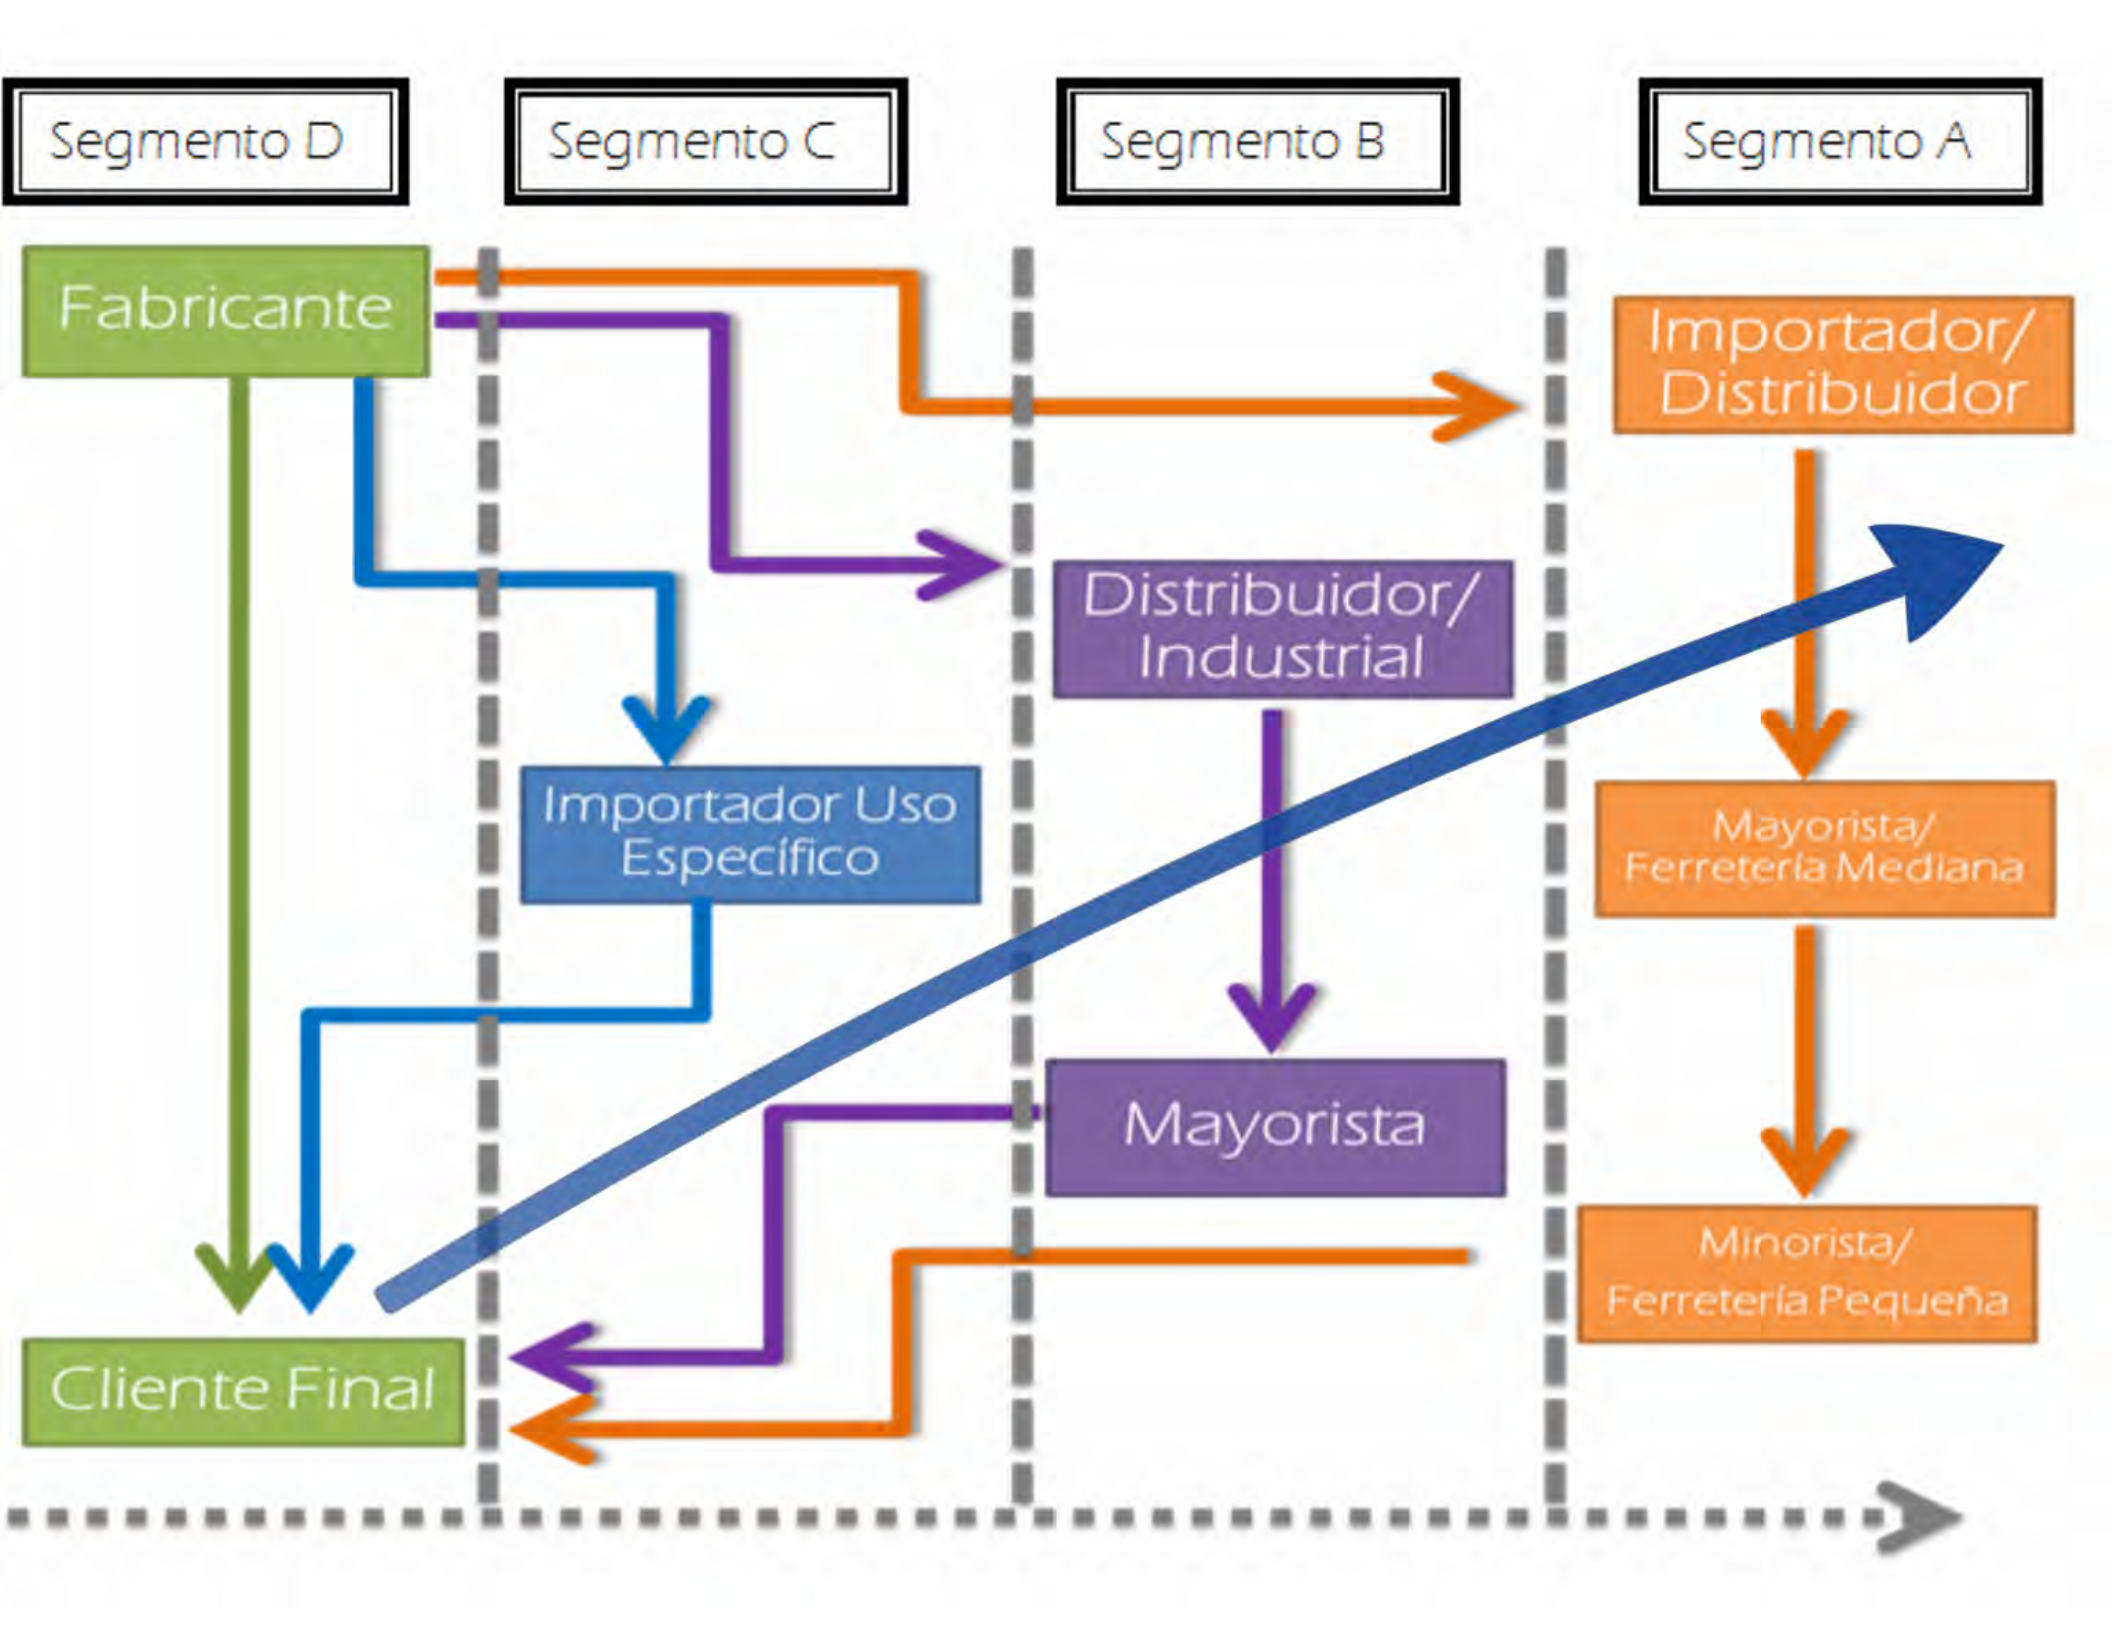 Segmento D
Segmento C
Segmento B
Segmento A
Fabricante
Importador/
Distribuidor
Distribuidor/
Industrial
Importador Uso
Específico
Mayorista/
Ferretería Mediana
Mayorista
Minorista/
Ferretería Pequeña
Cliente Final